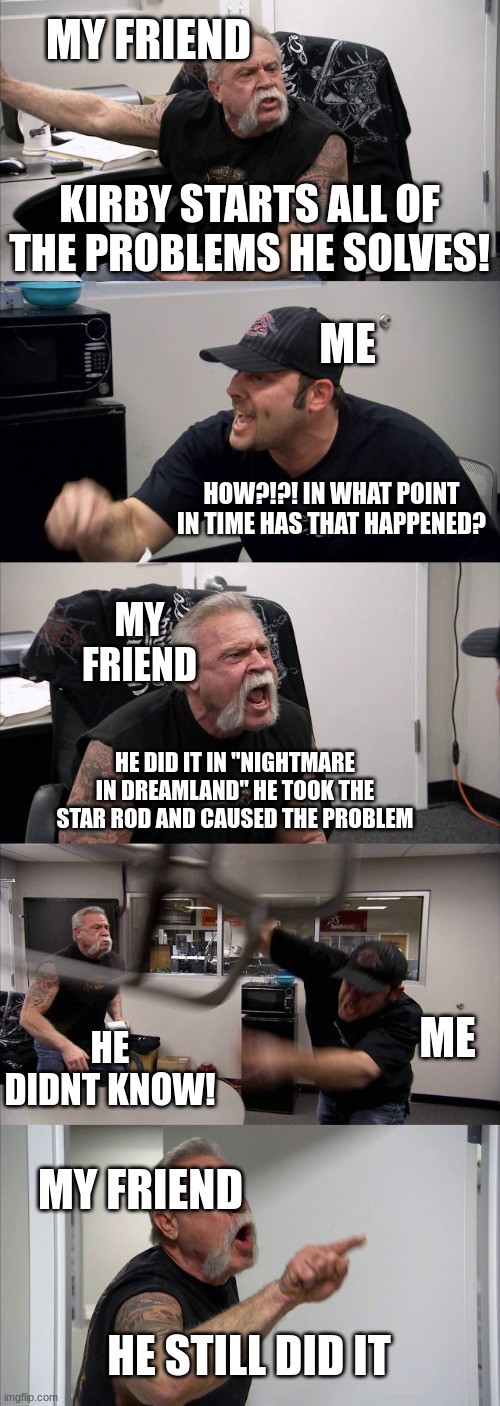 MY FRIEND
KIRBY STARTS ALL OF
THE PROBLEMS HE SOLVES!
ME
HOW?!?! IN WHAT POINT
IN TIME HAS THAT HAPPENED?
MY
FRIEND
HE DID IT IN "NIGHTMARE
IN DREAMLAND" HE TOOK THE
STAR ROD AND CAUSED THE PROBLEM
ME
HE
DIDNT KNOW!
MY FRIEND
HE STILL DID IT
imgflip.com